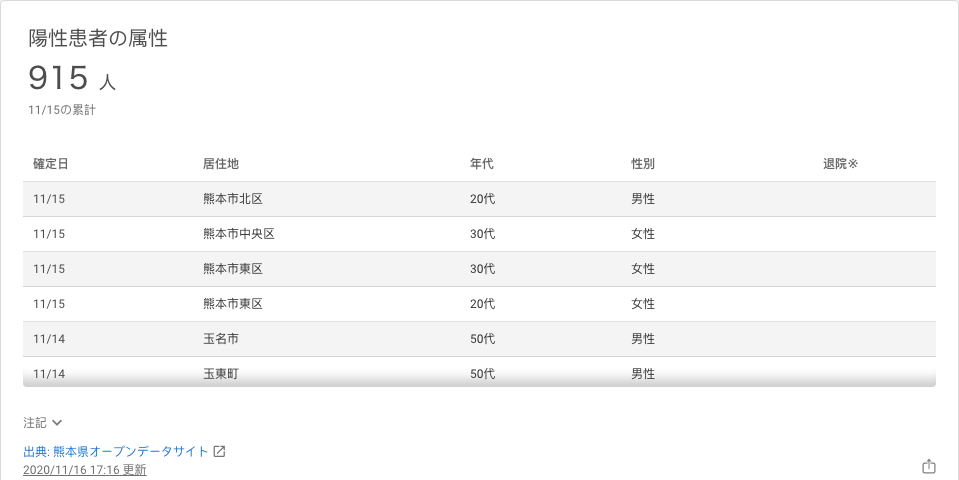 陽性患者の属性
915 人
11/15の累計
確定日 居住地 年代 性別 退院※
11/15 熊本市北区 20代 男性
11/15 熊本市中央区 30代 女性
11/15 熊本市東区 30代 女性
11/15 熊本市東区 20代 女性
11/14 玉名市 50代 男性
11/14 玉東町 50代 男性
注記
出典: 熊本県オープンデータサイト
2020/11/16 17:16 更新